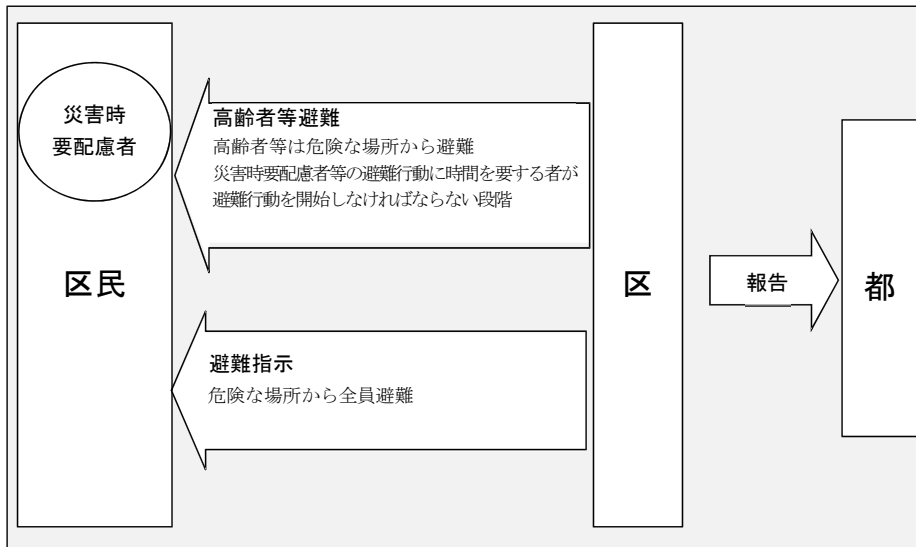 災害時
要配慮者
区民
高齢者等避難
高齢者等は危険な場所から避難
災害時要配慮者等の避難行動に時間を要する者が
避難行動を開始しなければならない段階
避難指示
危険な場所から全員避難
区
報告
都